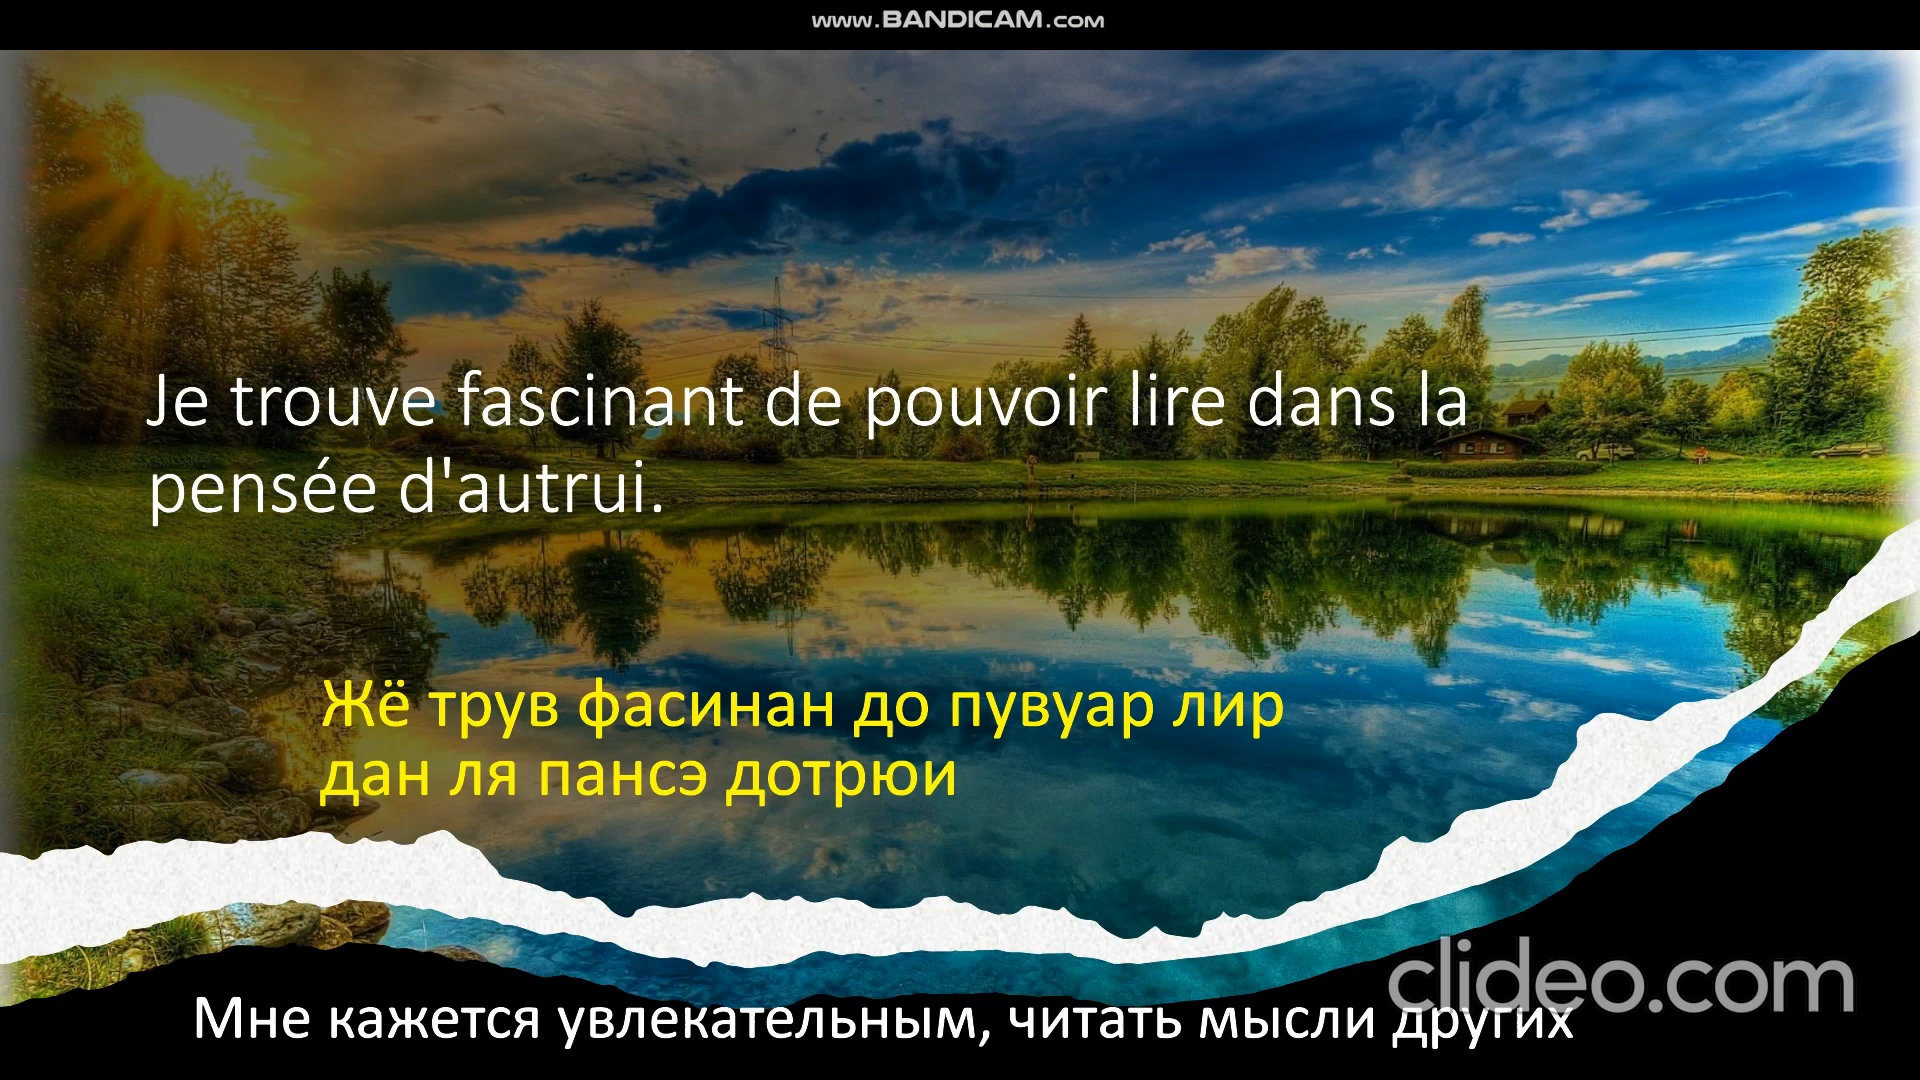 www.BANDICAM.com
Je trouve fascinant de pouvoir lire dans la
pensée d'autrui.
Жё трув фасинан до пувуар лир
дан ля пансэ дотрюи
clideo.com
Мне кажется увлекательным, читать мысли других